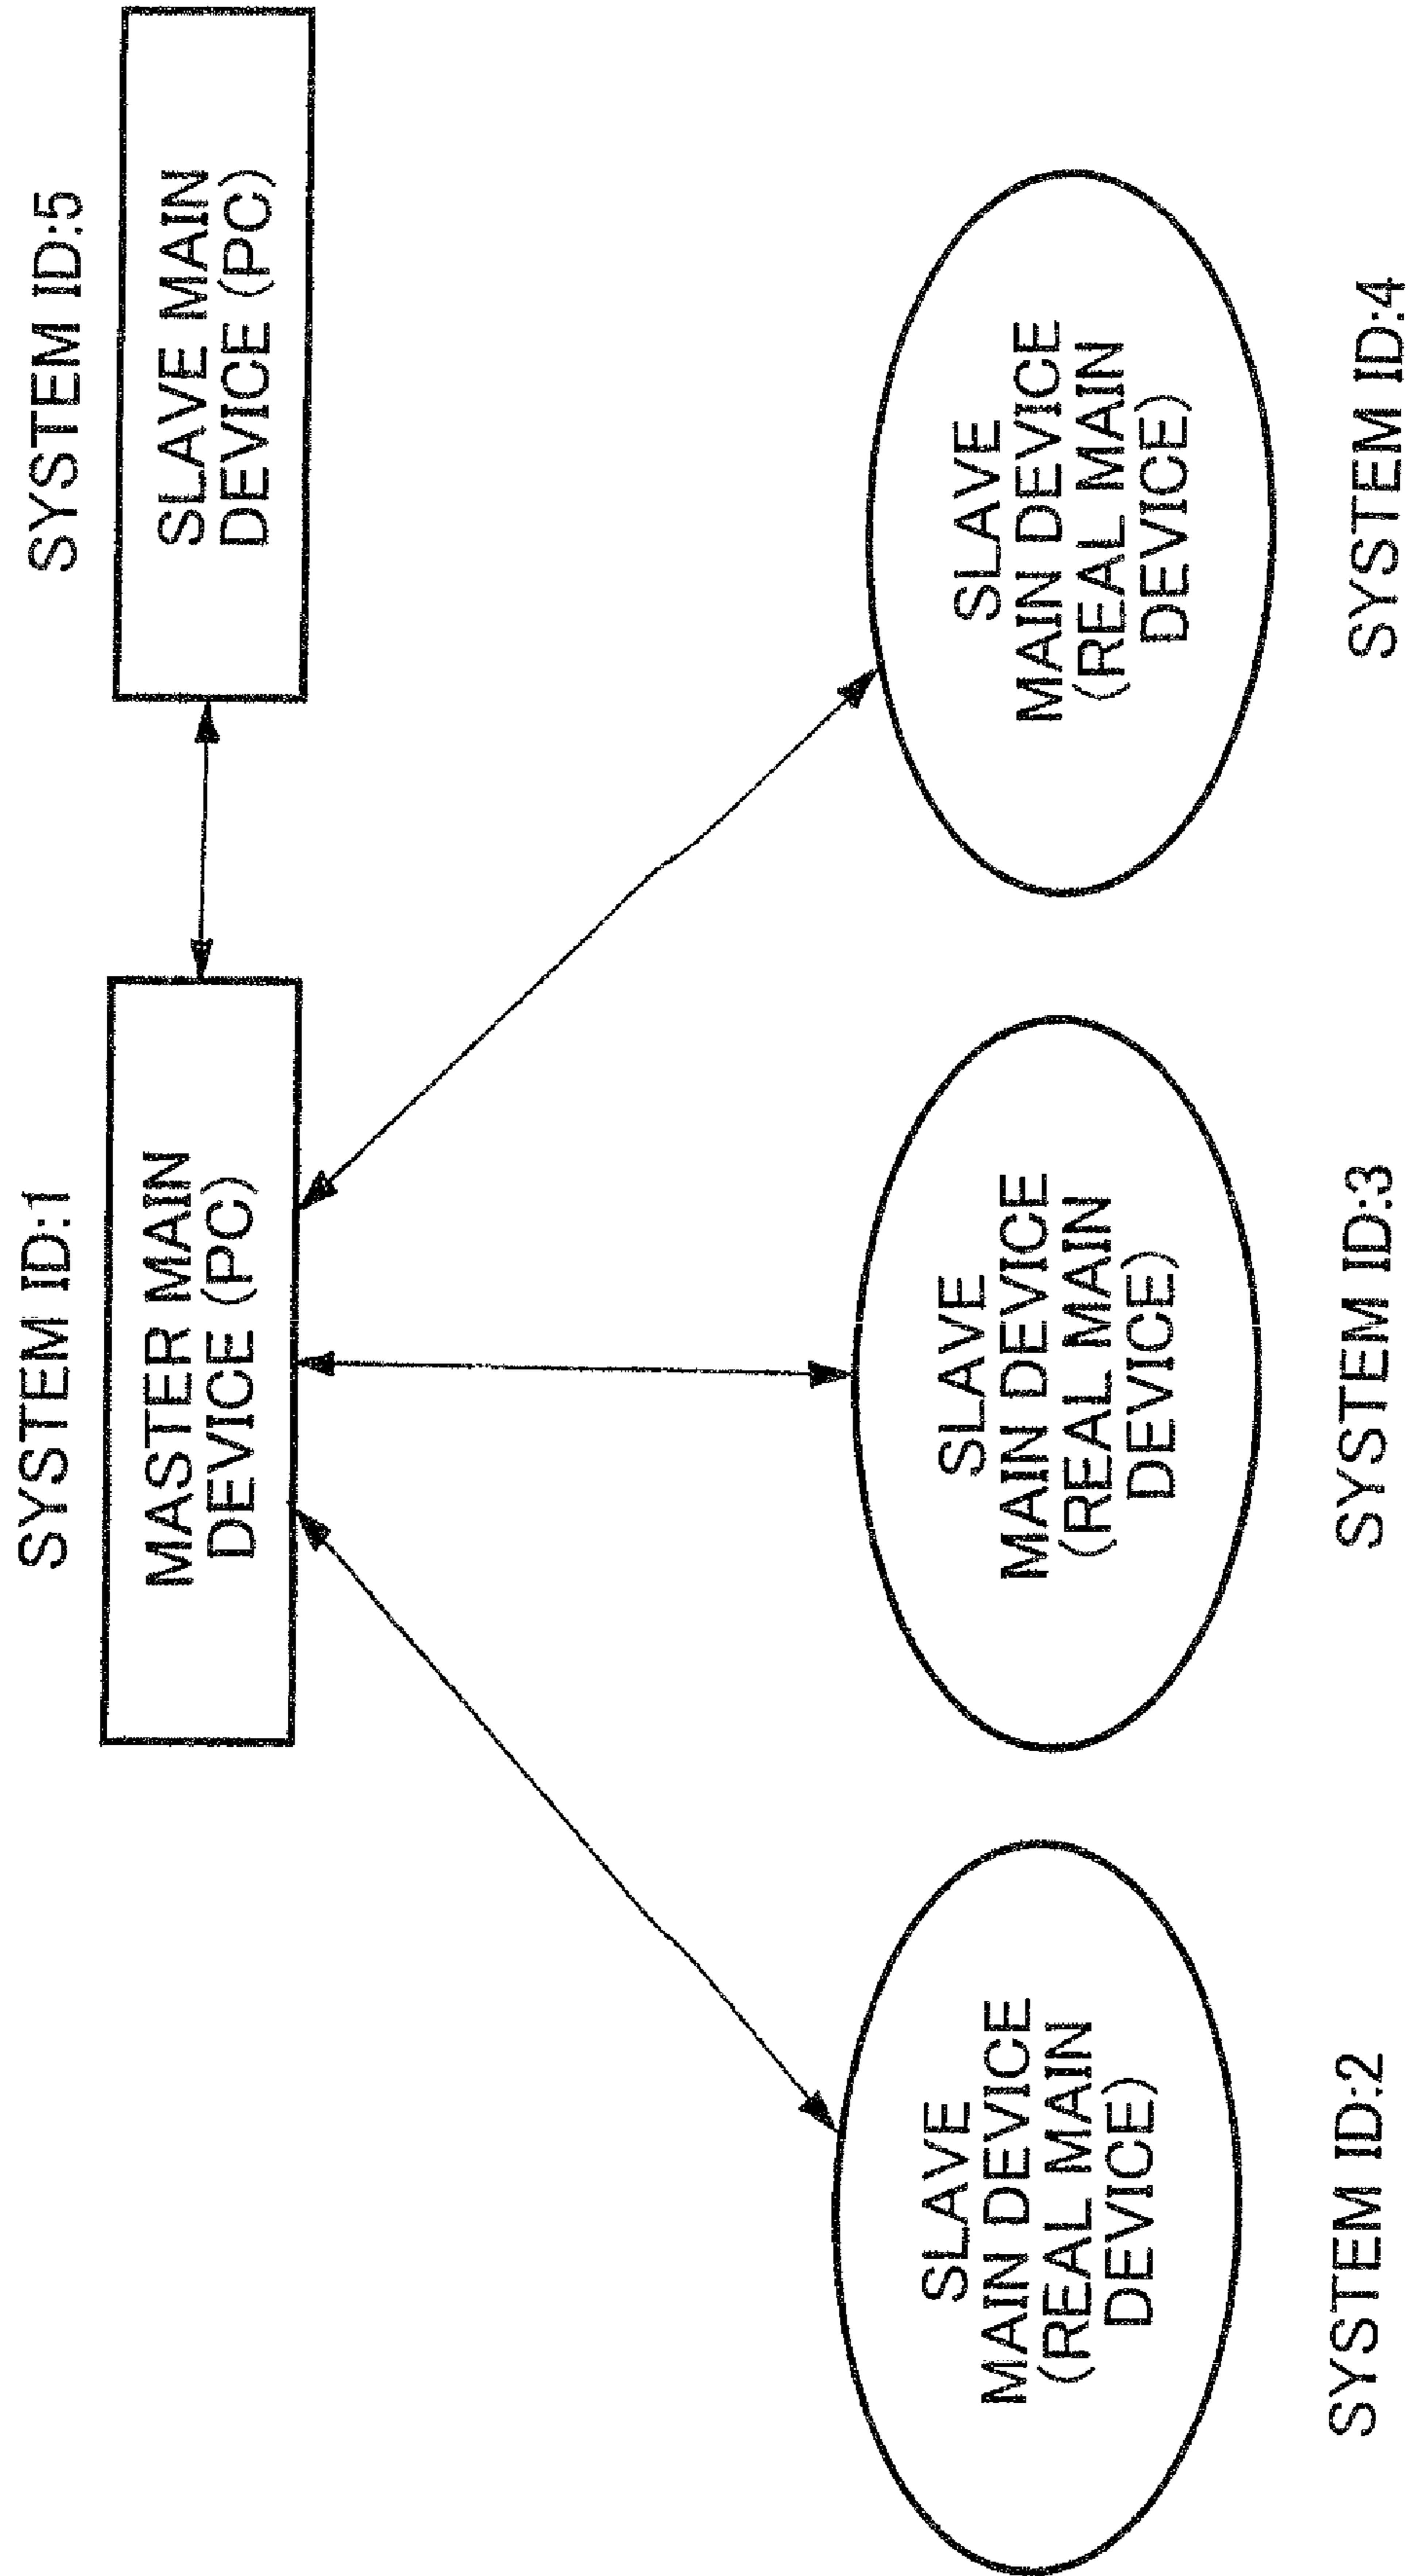 SYSTEM ID:1
MASTER MAIN
DEVICE (PC)
SYSTEM ID:5
SLAVE MAIN
DEVICE (PC)
SLAVE
MAIN DEVICE
(REAL MAIN
DEVICE)
SYSTEM ID:2
SLAVE
MAIN DEVICE
(REAL MAIN
DEVICE)
SYSTEM ID:3
SLAVE
MAIN DEVICE
(REAL MAIN
DEVICE)
SYSTEM ID:4